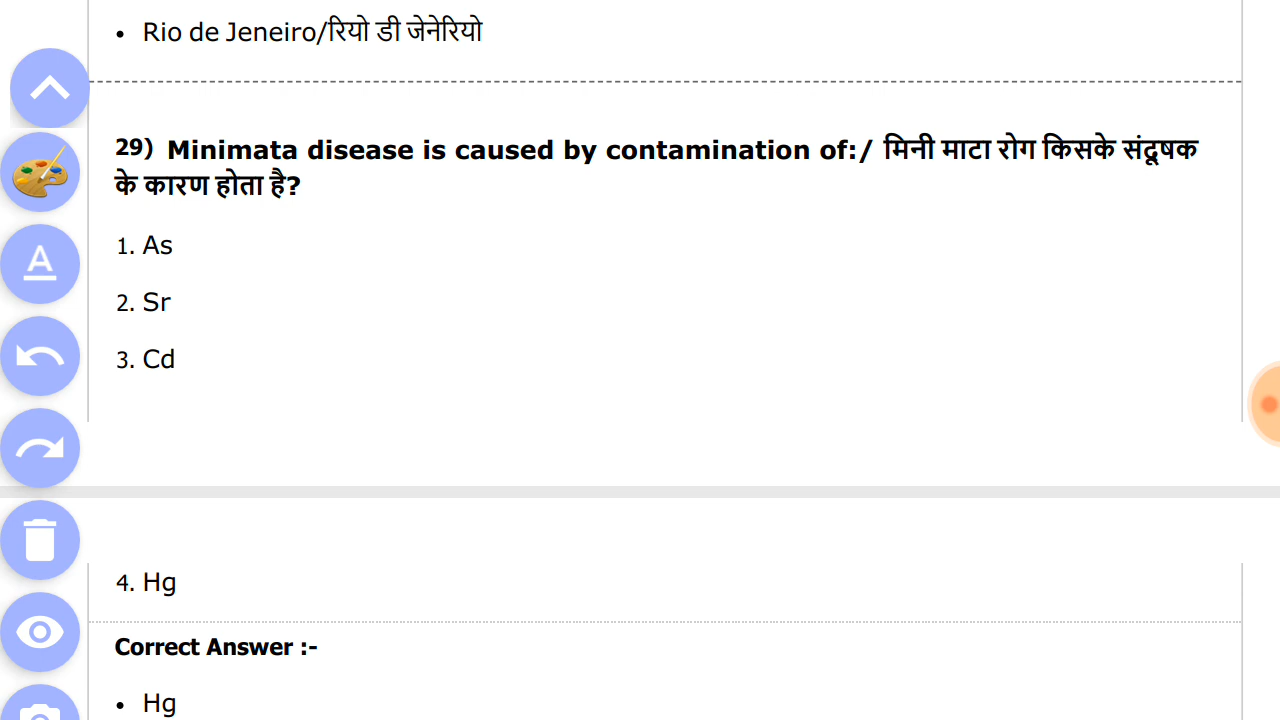 • Rio de Jeneiro/रियो डी जेनेरियो
29) Minimata disease is caused by contamination of:/ मिनी माटा रोग किसके संदूषक
के कारण होता है?
1. As
2. Sr
3. Cd
4. Hg
Correct Answer :-
• Hg